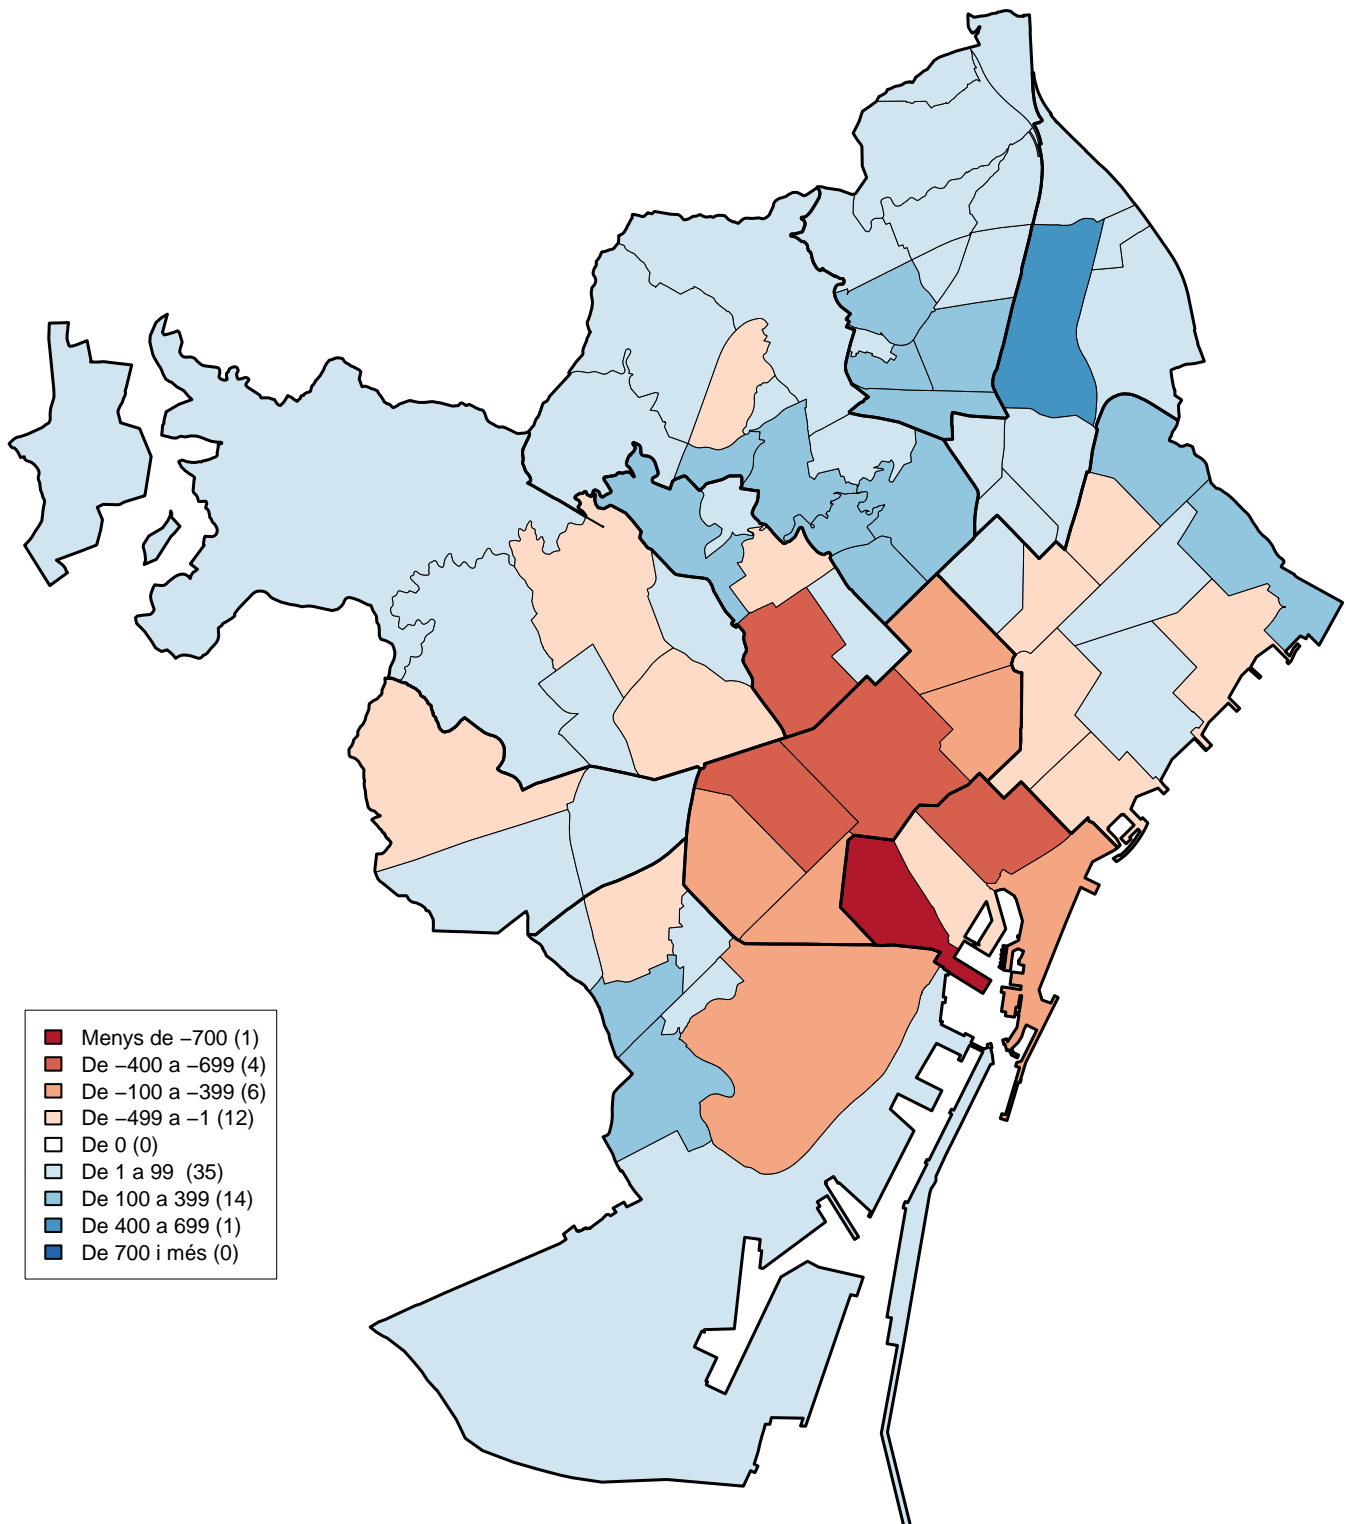 Menys de −700 (1)
De −400 a −699 (4)
De −100 a −399 (6)
De −499 a −1 (12)
De 0 (0)
De 1 a 99 (35)
De 100 a 399 (14)
De 400 a 699 (1)
De 700 i més (0)